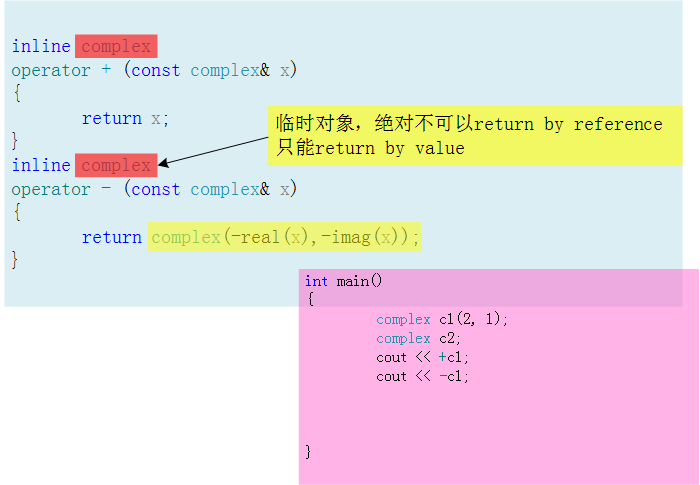 inline complex
operator + (const complex& x)
{
return x;
}
inline complex
operator - (const complex& x)
{
return complex(-real(x),-imag(x));
}
临时对象，绝对不可以return by reference
只能return by value
int main()
{
complex c1(2, 1);
complex c2;
cout << +c1;
cout << -c1;
}